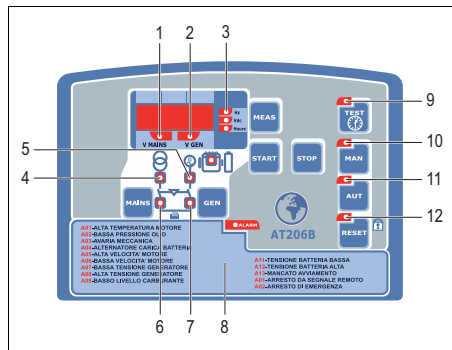 1 2 3
Hz
Vdc
Hours
V MAINS V GEN
MEAS
TEST
9
5
10
START STOP MAN
4
11
AUT
MAINS GEN
12
ALARM
AT206B
RESET
A01-ALTA TEMPERATURA MOTORE
A02-BASSA PRESSIONE OLIO
A03-AVARIA MECCANICA
A04-ALTERNATORE CARICA BATTERIA
A05-ALTA VELOCITA' MOTORE
A06-BASSA VELOCITA' MOTORE
A07-BASSA TENSIONE GENERATORE
A08-ALTA TENSIONE GENERATORE
A09-BASSO LIVELLO CARBURANTE
A11-TENSIONE BATTERIA BASSA
A12-TENSIONE BATTERIA ALTA
A13-MANCATO AVVIAMENTO
A01-ARRESTO DA SEGNALE REMOTO
A02-ARRESTO DI EMERGENZA
6 7 8